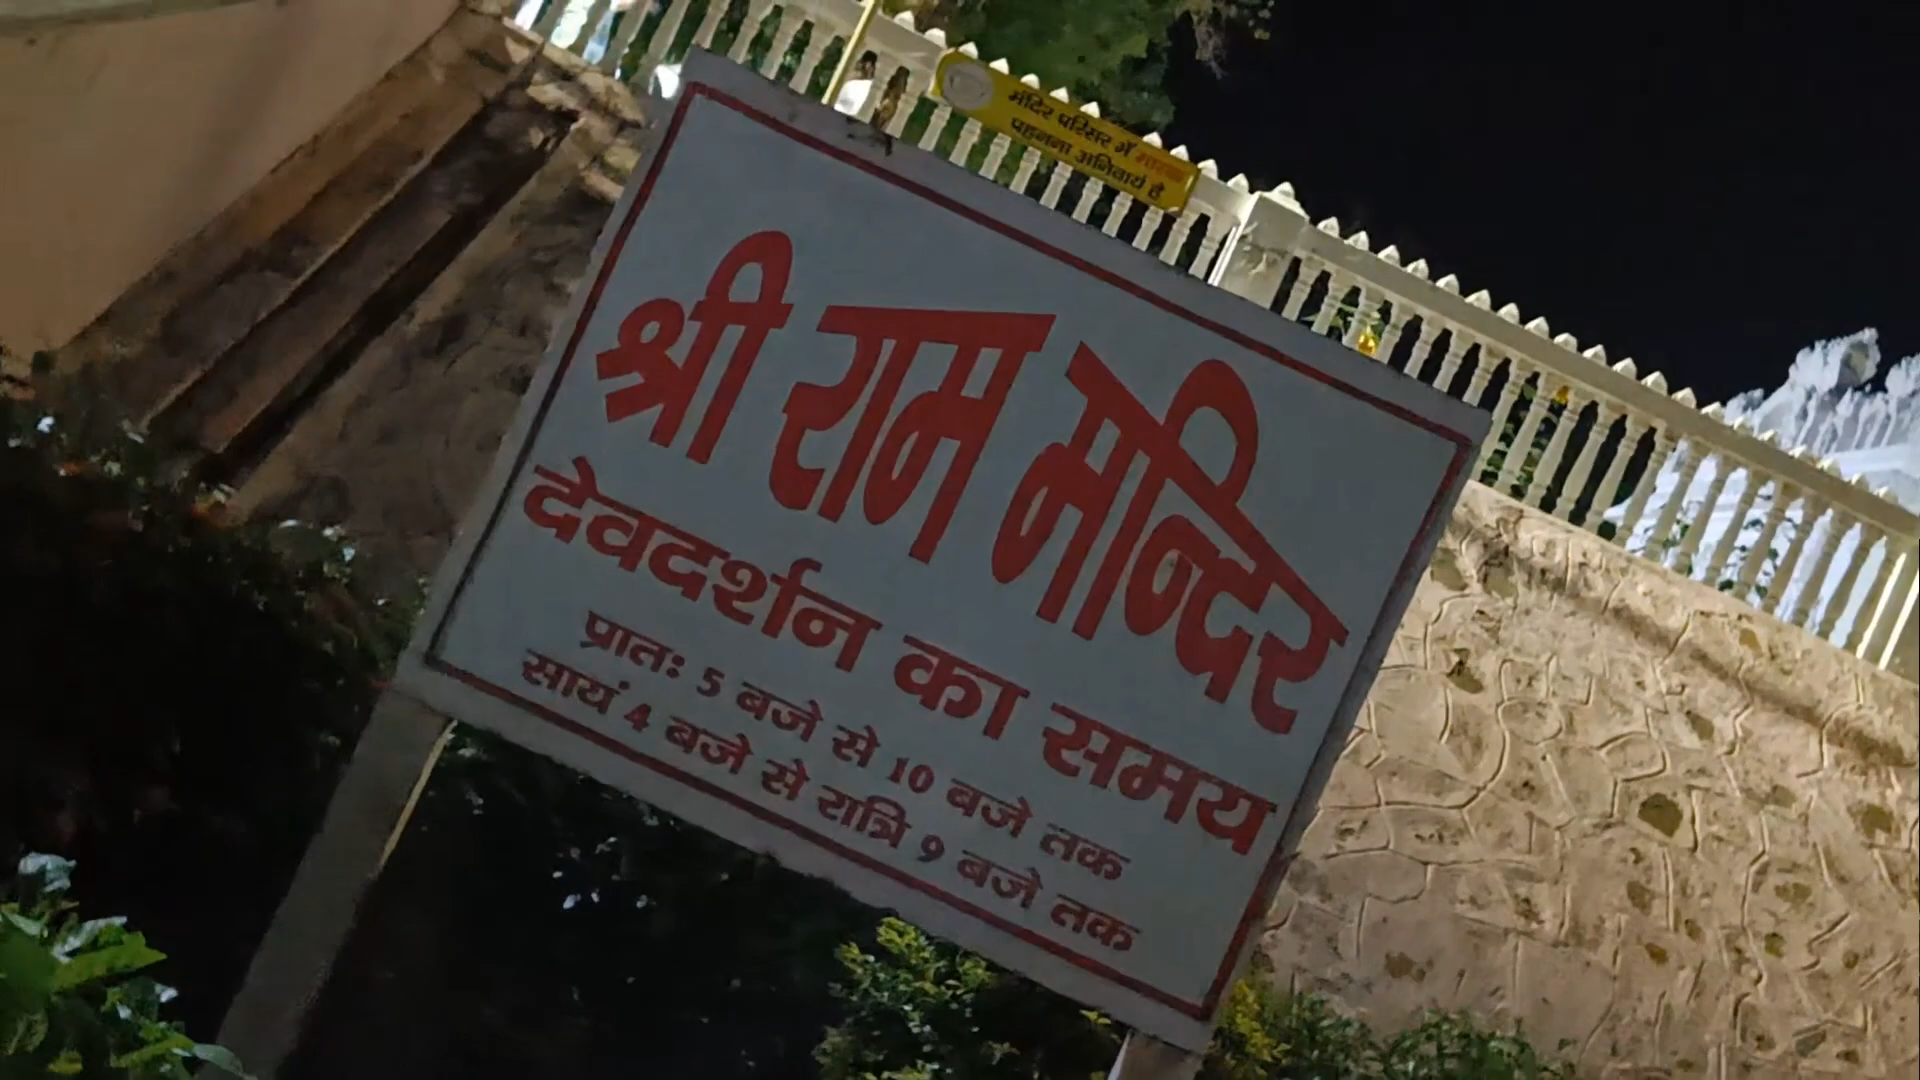 मंदिर परिसर में मास्क
पहनना अनिवार्य है
श्री राम मन्दिर
देवदर्शन का समय
प्रातः 5 बजे से 10 बजे तक
सायं 4 बजे से रात्रि 9 बजे तक